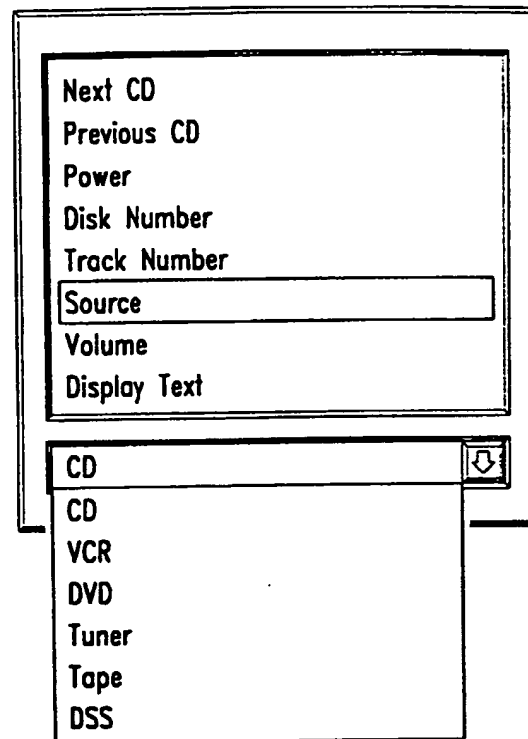 Next CD
Previous CD
Power
Disk Number
Track Number
Source
Volume
Display Text
CD
CD
VCR
DVD
Tuner
Tape
DSS